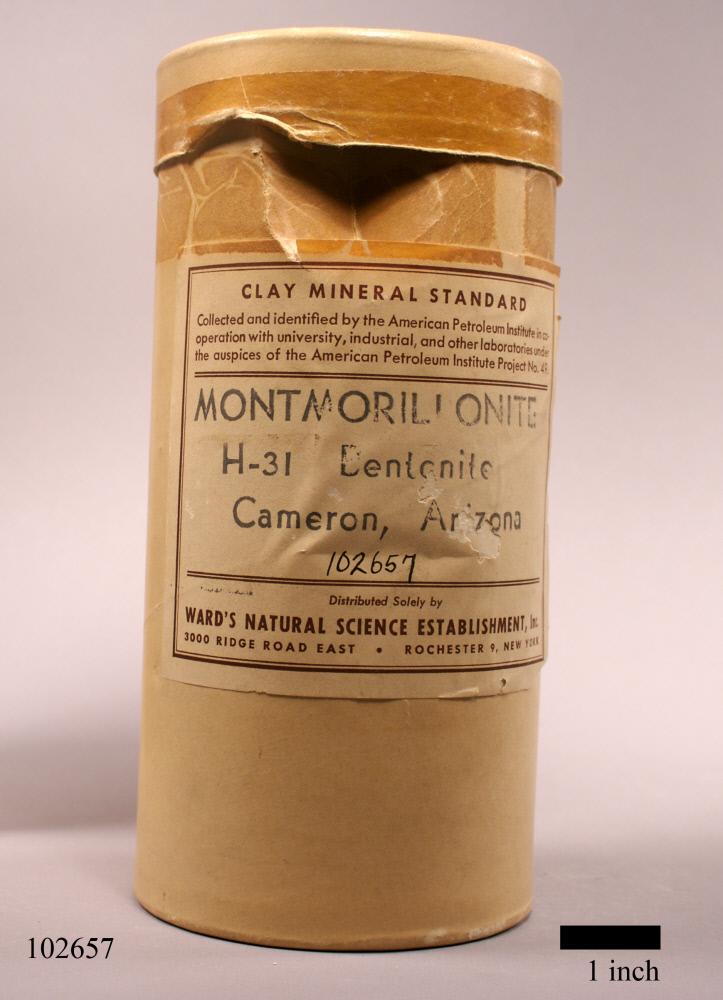 CLAY MINERAL STANDARD
Collected and identified by the American Petroleum Institute in co-
operation with university, industrial, and other laboratories under
the auspices of the American Petroleum Institute Project No. 49.
MONTMORILLONITE
H-31 Bentonite
Cameron, Arizona
102657
Distributed Solely by
WARD'S NATURAL SCIENCE ESTABLISHMENT, Inc.
3000 RIDGE ROAD EAST • ROCHESTER 9, NEW YORK
102657
1 inch